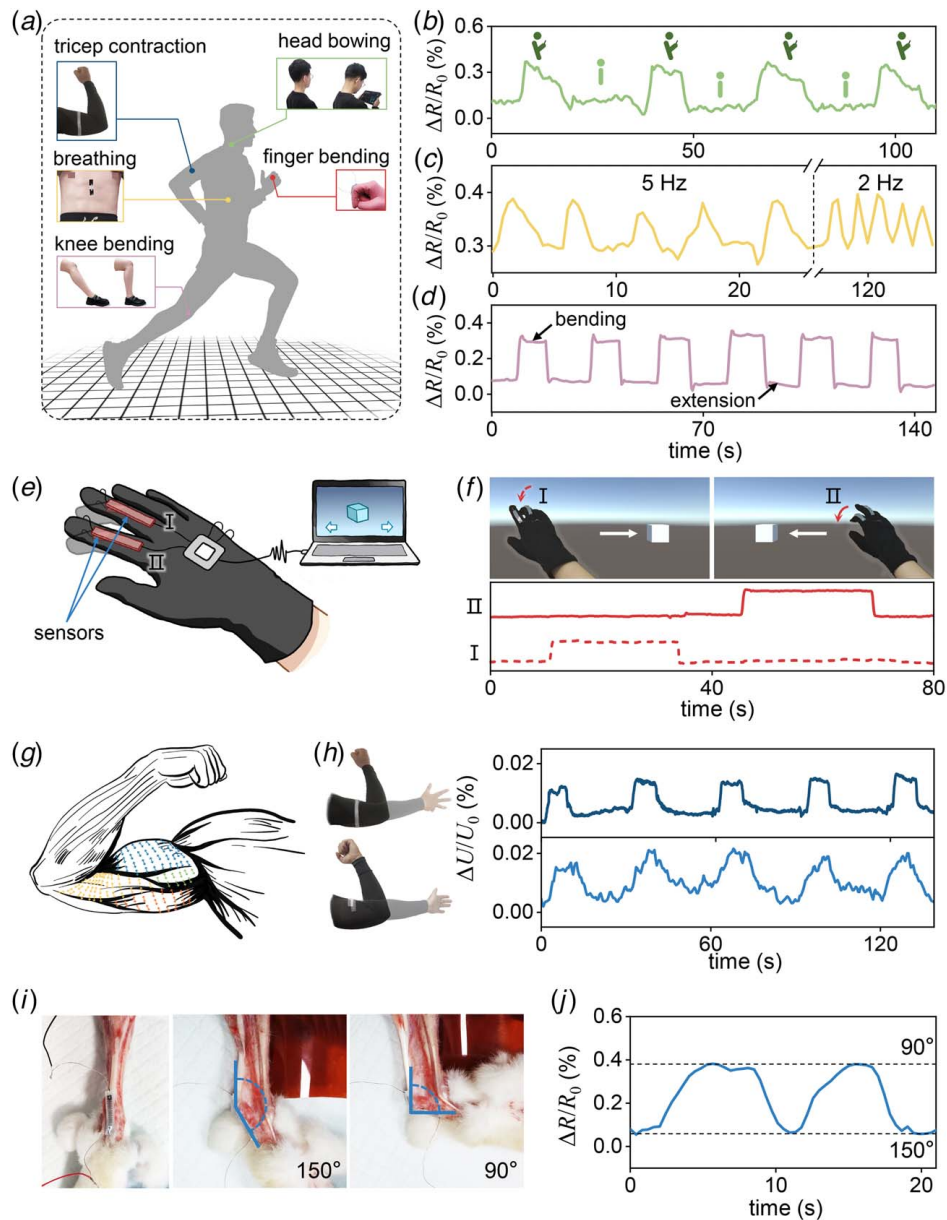 (a)
tricep contraction
head bowing
breathing
finger bending
knee bending
(b)
ΔR/R0 (%)
0.6
0.3
0.0
0
50
100
(c)
ΔR/R0 (%)
0.4
0.3
5 Hz
2 Hz
0
10
20
120
(d)
ΔR/R0 (%)
0.4
0.2
0.0
bending
extension
0
70
140
time (s)
(e)
I
II
sensors
(f)
I
II
II
I
0
40
80
time (s)
(g)
(h)
ΔU/U0 (%)
0.02
0.00
0.02
0.00
0
60
120
time (s)
(i)
150°
90°
(j)
ΔR/R0 (%)
0.6
0.4
0.2
0.0
90°
150°
0
10
20
time (s)